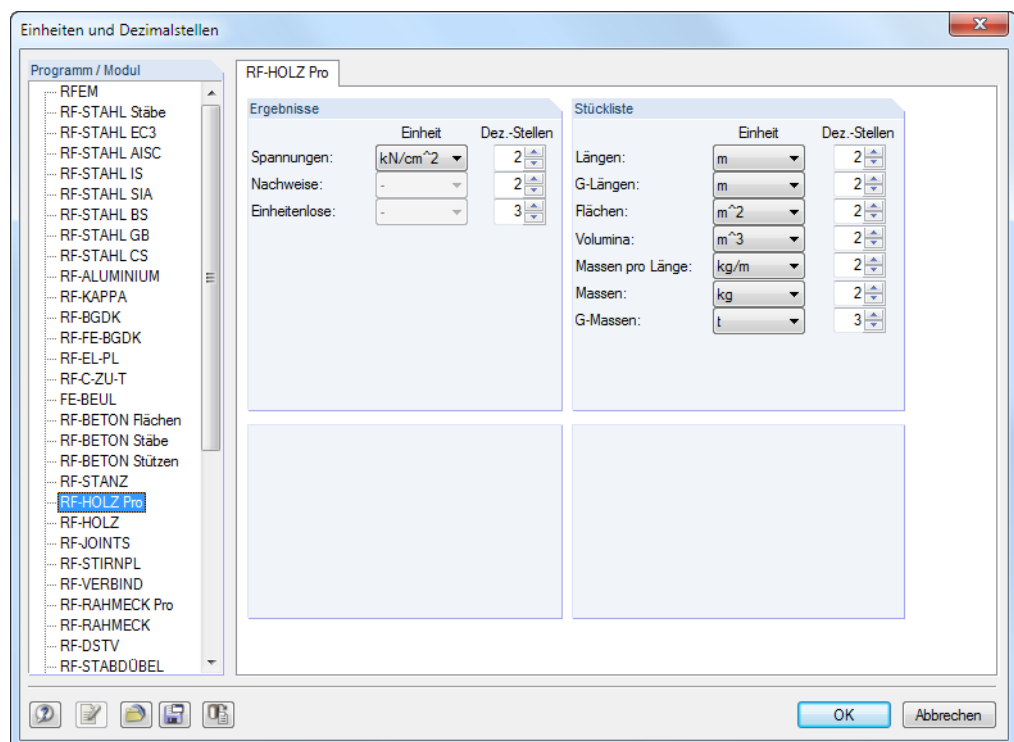 Einheiten und Dezimalstellen
Programm / Modul
RFEM
RF-STAHL Stäbe
RF-STAHL EC3
RF-STAHL AISC
RF-STAHL IS
RF-STAHL SIA
RF-STAHL BS
RF-STAHL GB
RF-STAHL CS
RF-ALUMINIUM
RF-KAPPA
RF-BGDK
RF-FE-BGDK
RF-EL-PL
RF-C-ZU-T
FE-BEUL
RF-BETON Flächen
RF-BETON Stäbe
RF-BETON Stützen
RF-STANZ
RF-HOLZ Pro
RF-HOLZ
RF-JOINTS
RF-STIRNPL
RF-VERBIND
RF-RAHMECK Pro
RF-RAHMECK
RF-DSTV
RF-STABDÜBEL
RF-HOLZ Pro
Ergebnisse
Einheit Dez.-Stellen
Spannungen: kN/cm^2 2
Nachweise: - 2
Einheitenlose: - 3
Stückliste
Einheit Dez.-Stellen
Längen: m 2
G-Längen: m 2
Flächen: m^2 2
Volumina: m^3 2
Massen pro Länge: kg/m 2
Massen: kg 2
G-Massen: t 3
OK Abbrechen